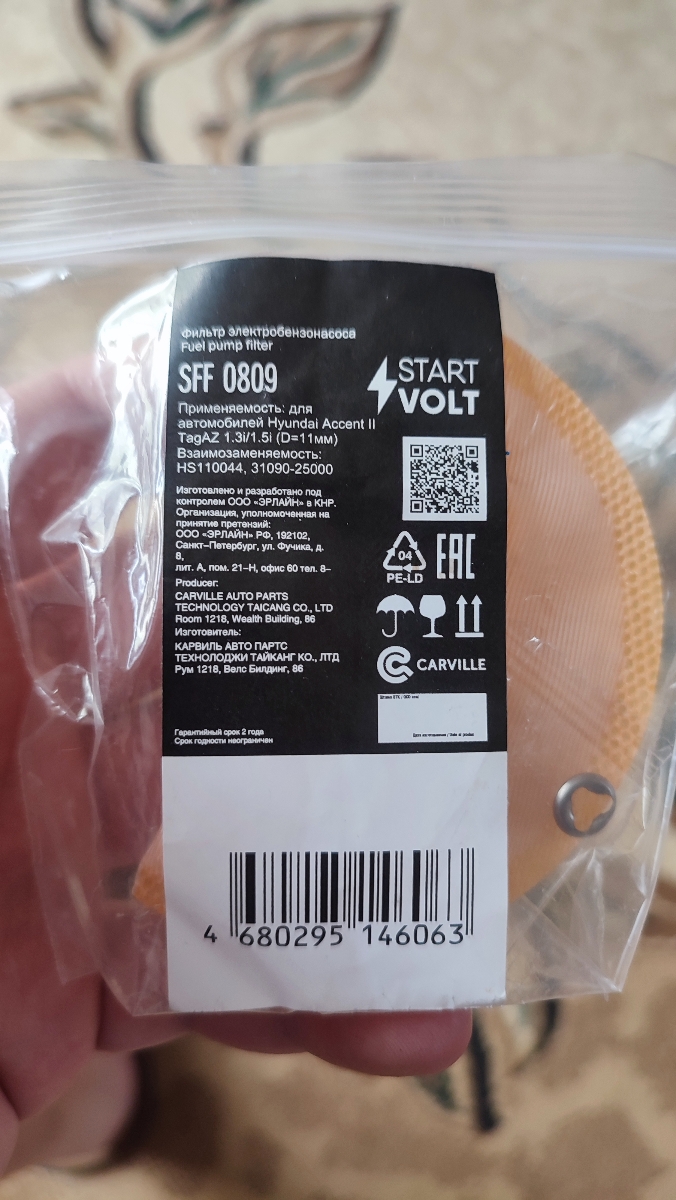 Фильтр электробензонасоса
Fuel pump filter
SFF 0809
START
VOLT
Применяемость: для
автомобилей Hyundai Accent II
TagAZ 1.3i/1.5i (D=11мм)
Взаимозаменяемость:
HS110044, 31090-25000
Изготовлено и разработано под
контролем ООО «ЭРЛАЙН» в КНР.
Организация, уполномоченная на
принятие претензий:
ООО «ЭРЛАЙН» РФ, 192102,
Санкт-Петербург, ул. Фучика, д.
8,
лит. А, пом. 21-Н, офис 60 тел. 8-
04
PE-LD
EAC
Producer:
CARVILLE AUTO PARTS
TECHNOLOGY TAICANG CO., LTD
Room 1218, Wealth Building, 86
Изготовитель:
КАРВИЛЬ АВТО ПАРТС
ТЕХНОЛОДЖИ ТАЙКАНГ КО., ЛТД
Рум 1218, Велс Билдинг, 86
CARVILLE
Гарантийный срок 2 года
Срок годности неограничен
4 680295 146063